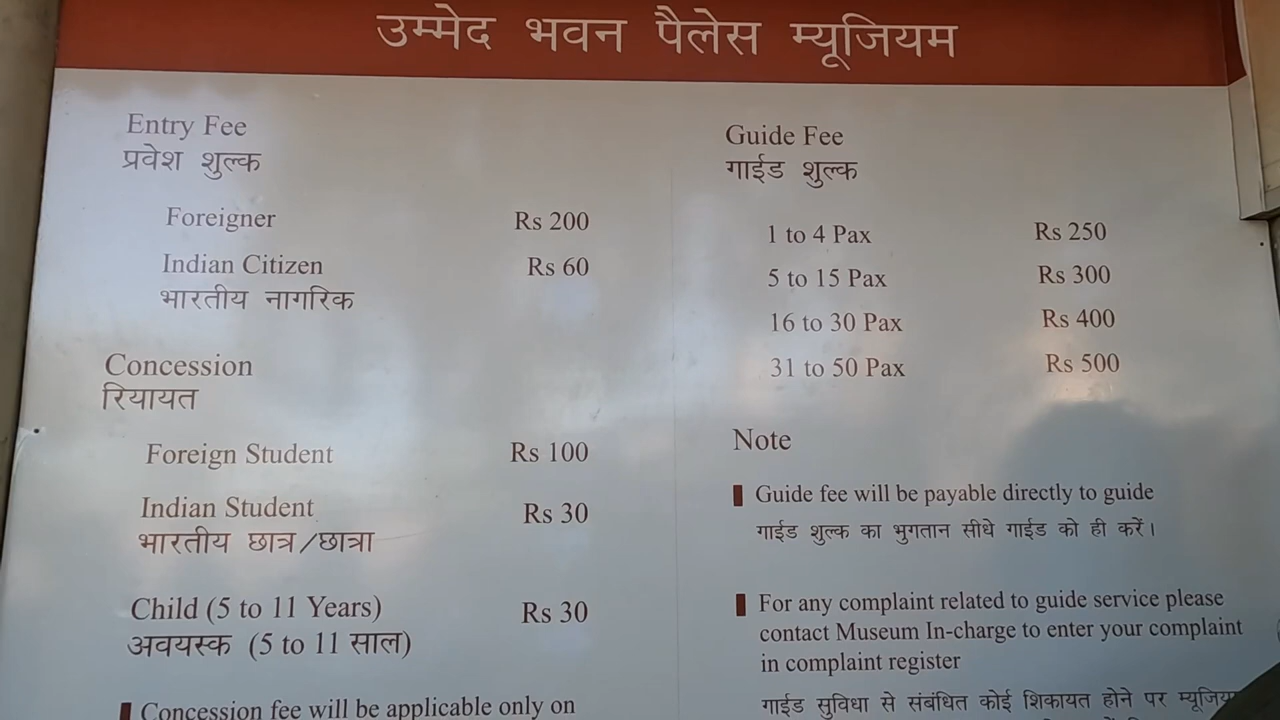 उम्मेद भवन पैलेस म्यूजियम
Entry Fee
प्रवेश शुल्क
Foreigner Rs 200
Indian Citizen Rs 60
भारतीय नागरिक
Concession
रियायत
Foreign Student Rs 100
Indian Student Rs 30
भारतीय छात्र/छात्रा
Child (5 to 11 Years) Rs 30
अवयस्क (5 to 11 साल)
Concession fee will be applicable only on
Guide Fee
गाईड शुल्क
1 to 4 Pax Rs 250
5 to 15 Pax Rs 300
16 to 30 Pax Rs 400
31 to 50 Pax Rs 500
Note
Guide fee will be payable directly to guide
गाईड शुल्क का भुगतान सीधे गाईड को ही करें।
For any complaint related to guide service please
contact Museum In-charge to enter your complaint
in complaint register
गाईड सुविधा से संबंधित कोई शिकायत होने पर